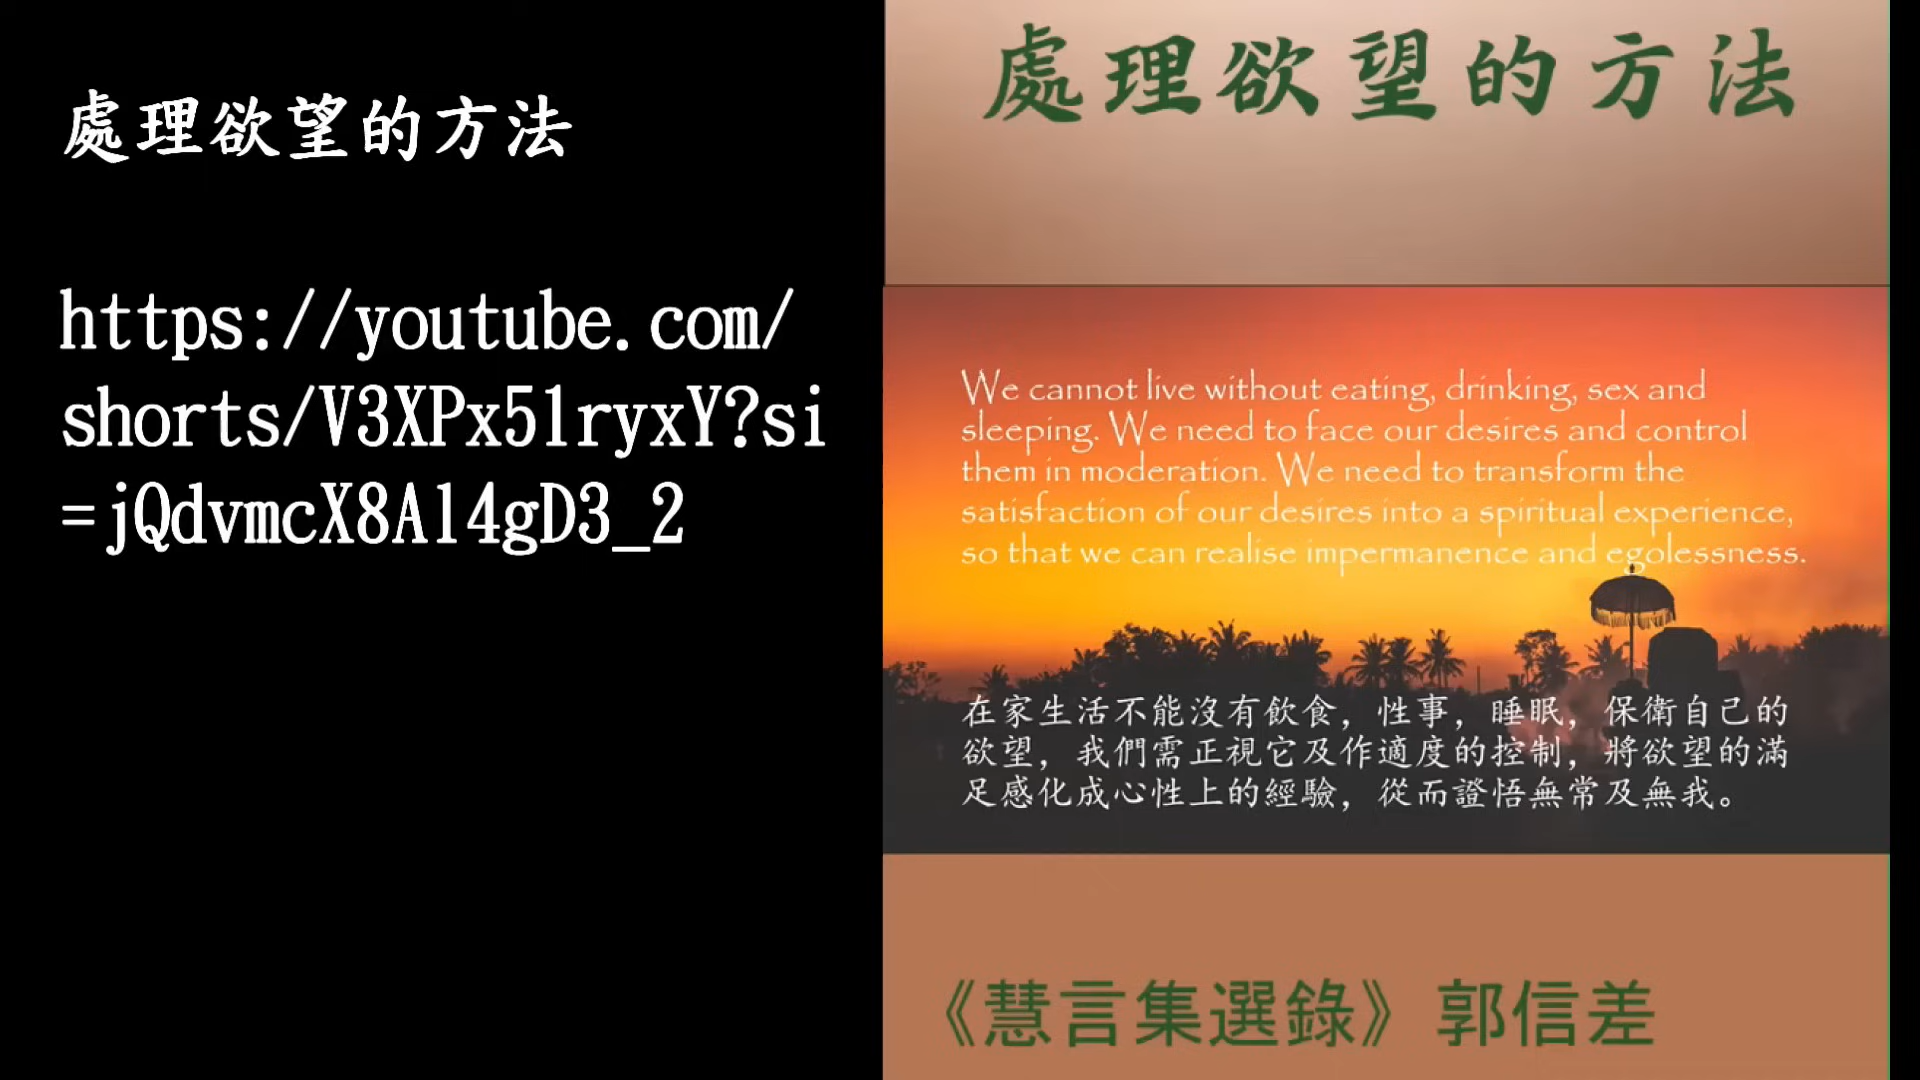 處理欲望的方法
https://youtube.com/
shorts/V3XPx51ryxY?si
=jQdvmcX8Al4gD3_2
處理欲望的方法
We cannot live without eating, drinking, sex and
sleeping. We need to face our desires and control
them in moderation. We need to transform the
satisfaction of our desires into a spiritual experience,
so that we can realise impermanence and egolessness.
在家生活不能沒有飲食，性事，睡眠，保衛自己的
欲望，我們需正視它及作適度的控制，將欲望的滿
足感化成心性上的經驗，從而證悟無常及無我。
《慧言集選錄》郭信差